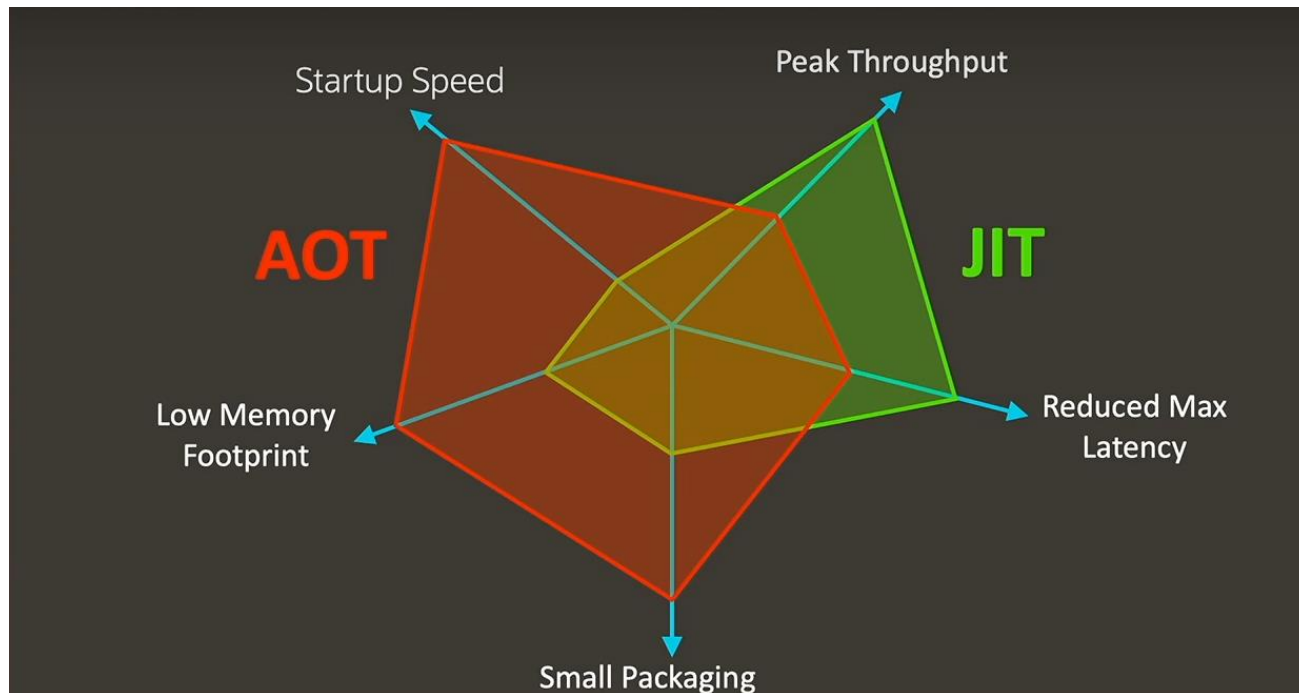 Startup Speed
Peak Throughput
AOT
JIT
Low Memory
Footprint
Reduced Max
Latency
Small Packaging